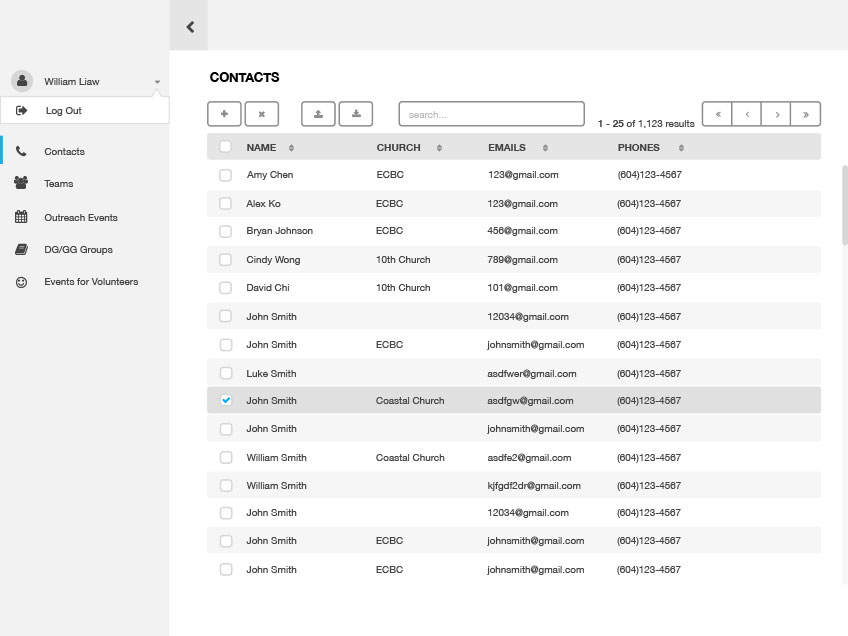 William Liaw
Log Out
Contacts
Teams
Outreach Events
DG/GG Groups
Events for Volunteers
CONTACTS
search...
1 - 25 of 1,123 results
NAME CHURCH EMAILS PHONES
Amy Chen ECBC 123@gmail.com (604)123-4567
Alex Ko ECBC 123@gmail.com (604)123-4567
Bryan Johnson ECBC 456@gmail.com (604)123-4567
Cindy Wong 10th Church 789@gmail.com (604)123-4567
David Chi 10th Church 101@gmail.com (604)123-4567
John Smith 12034@gmail.com (604)123-4567
John Smith ECBC johnsmith@gmail.com (604)123-4567
Luke Smith asdfwer@gmail.com (604)123-4567
John Smith Coastal Church asdfgw@gmail.com (604)123-4567
John Smith johnsmith@gmail.com (604)123-4567
William Smith Coastal Church asdfe2@gmail.com (604)123-4567
William Smith kjfgdf2dr@gmail.com (604)123-4567
John Smith 12034@gmail.com (604)123-4567
John Smith ECBC johnsmith@gmail.com (604)123-4567
John Smith ECBC johnsmith@gmail.com (604)123-4567